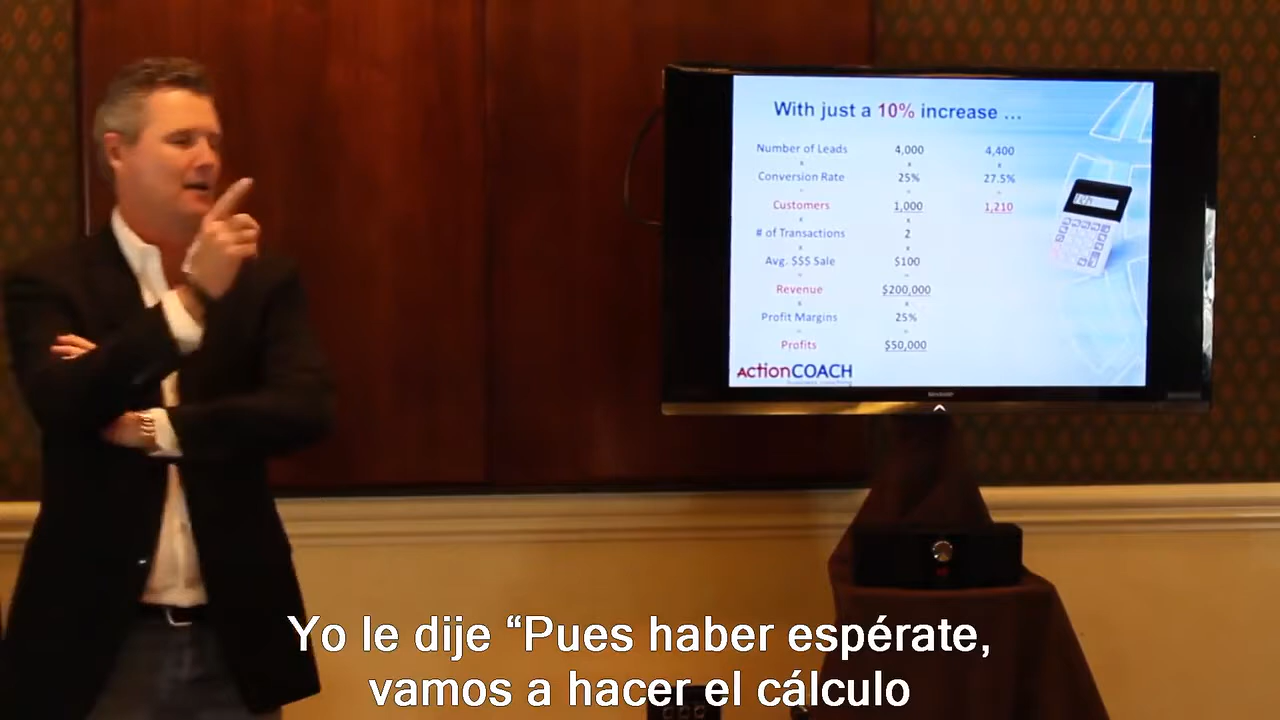 With just a 10% increase ...
Number of Leads 4,000 4,400
x x x
Conversion Rate 25% 27.5%
= = =
Customers 1,000 1,210
x x
# of Transactions 2
x x
Avg. $$$ Sale $100
= =
Revenue $200,000
x x
Profit Margins 25%
= =
Profits $50,000
ActionCOACH
Yo le dije “Pues haber espérate,
vamos a hacer el cálculo